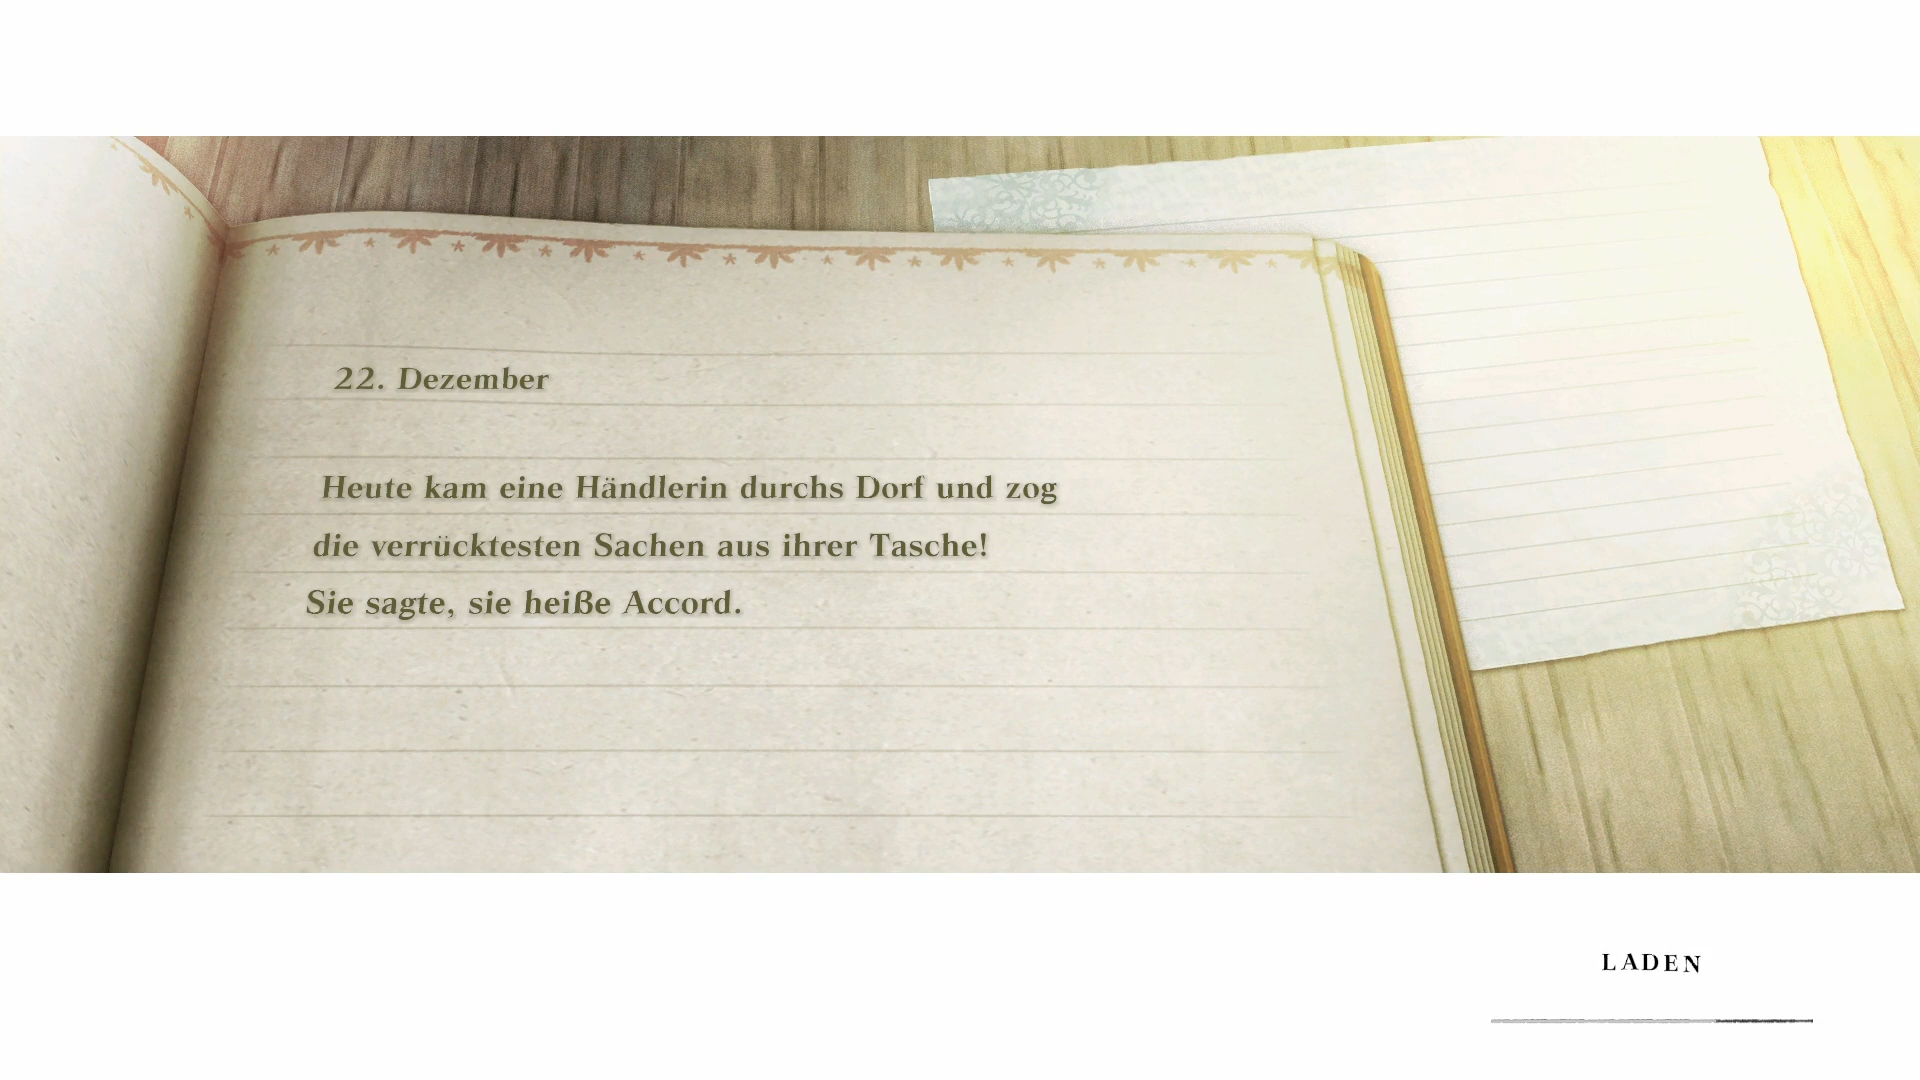 22. Dezember
Heute kam eine Händlerin durchs Dorf und zog
die verrücktesten Sachen aus ihrer Tasche!
Sie sagte, sie heiße Accord.
LADEN